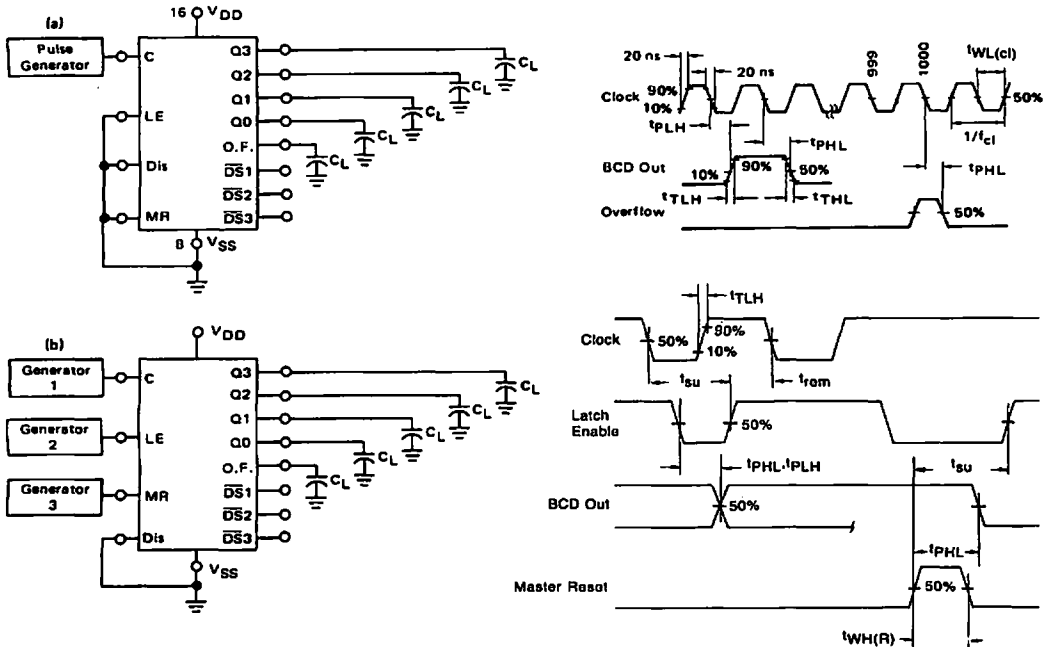 (a)
16 VDD
Pulse Generator
C
LE
Dis
MR
Q3
Q2
Q1
Q0
O.F.
DS1
DS2
DS3
CL
CL
CL
CL
CL
8 VSS
20 ns
20 ns
999
1000
tWL(cl)
Clock
90%
10%
50%
tPLH
tPHL
1/fcl
BCD Out
10%
90%
50%
tPHL
tTLH
tTHL
Overflow
50%
(b)
VDD
Generator 1
Generator 2
Generator 3
C
LE
MR
Dis
Q3
Q2
Q1
Q0
O.F.
DS1
DS2
DS3
CL
CL
CL
CL
CL
VSS
tTLH
Clock
50%
90%
10%
tsu
trem
Latch Enable
50%
tPHL,tPLH
tsu
BCD Out
50%
tPHL
Master Reset
50%
tWH(R)